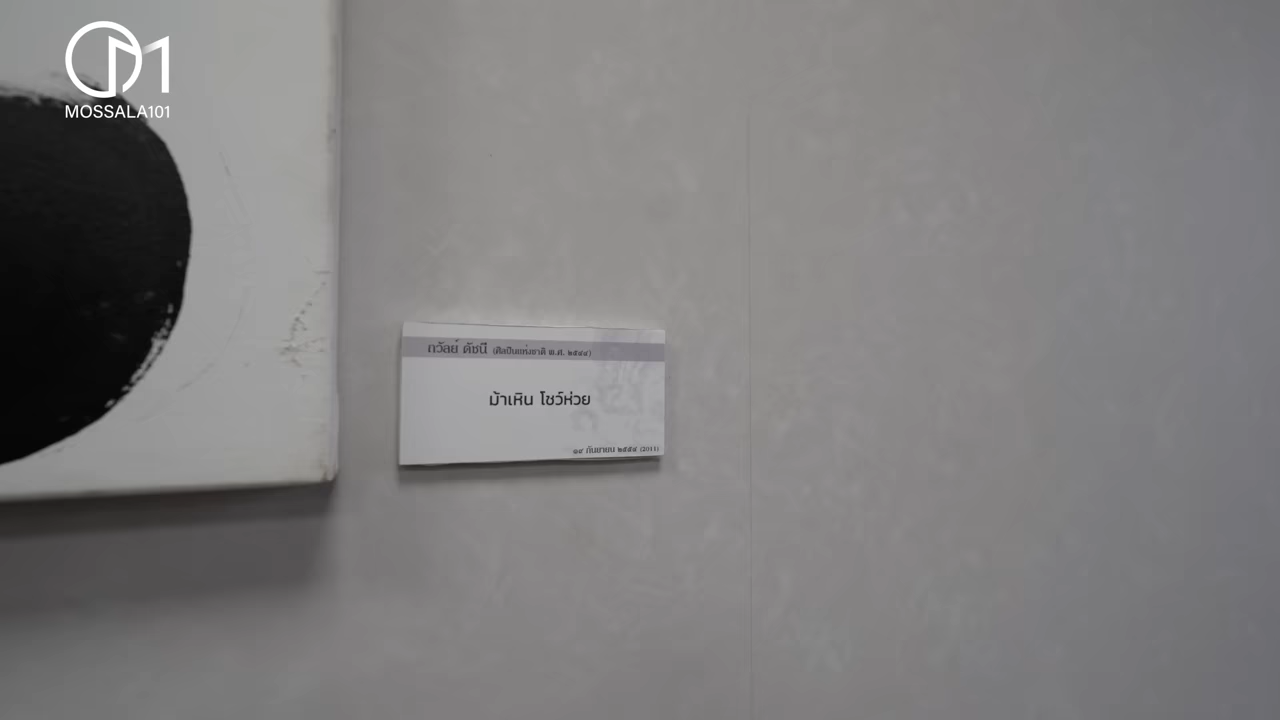 MOSSALA101
ถวัลย์ ดัชนี (ศิลปินแห่งชาติ พ.ศ. ๒๕๔๔)
ม้าเหิน โชว์ห่วย
๑๙ กันยายน ๒๕๕๔ (2011)